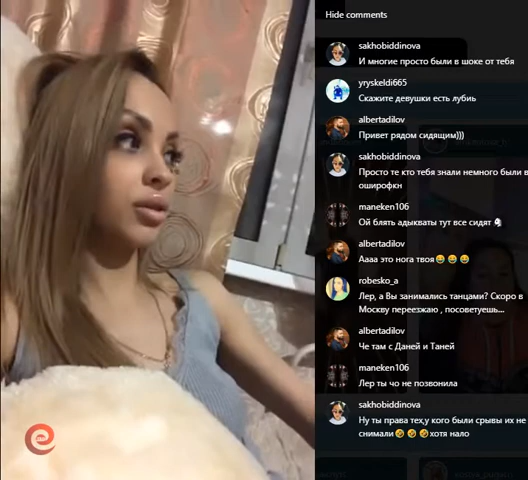 Hide comments
sakhobiddinova
И многие просто были в шоке от тебя
yryskeldi665
Скажите девушки есть лубиь
albertadilov
Привет рядом сидящим)))
sakhobiddinova
Просто те кто тебя знали немного были в
оширофкн
maneken106
Ой блять адыкваты тут все сидят
albertadilov
Аааа это нога твоя😂 😂 😂
robesko_a
Лер, а Вы занимались танцами? Скоро в
Москву переезжаю , посоветуешь...
albertadilov
Че там с Даней и Таней
maneken106
Лер ты чо не позвонила
sakhobiddinova
Ну ты права тех,у кого были срывы их не
снимали🤣 🤣 🤣хотя нало